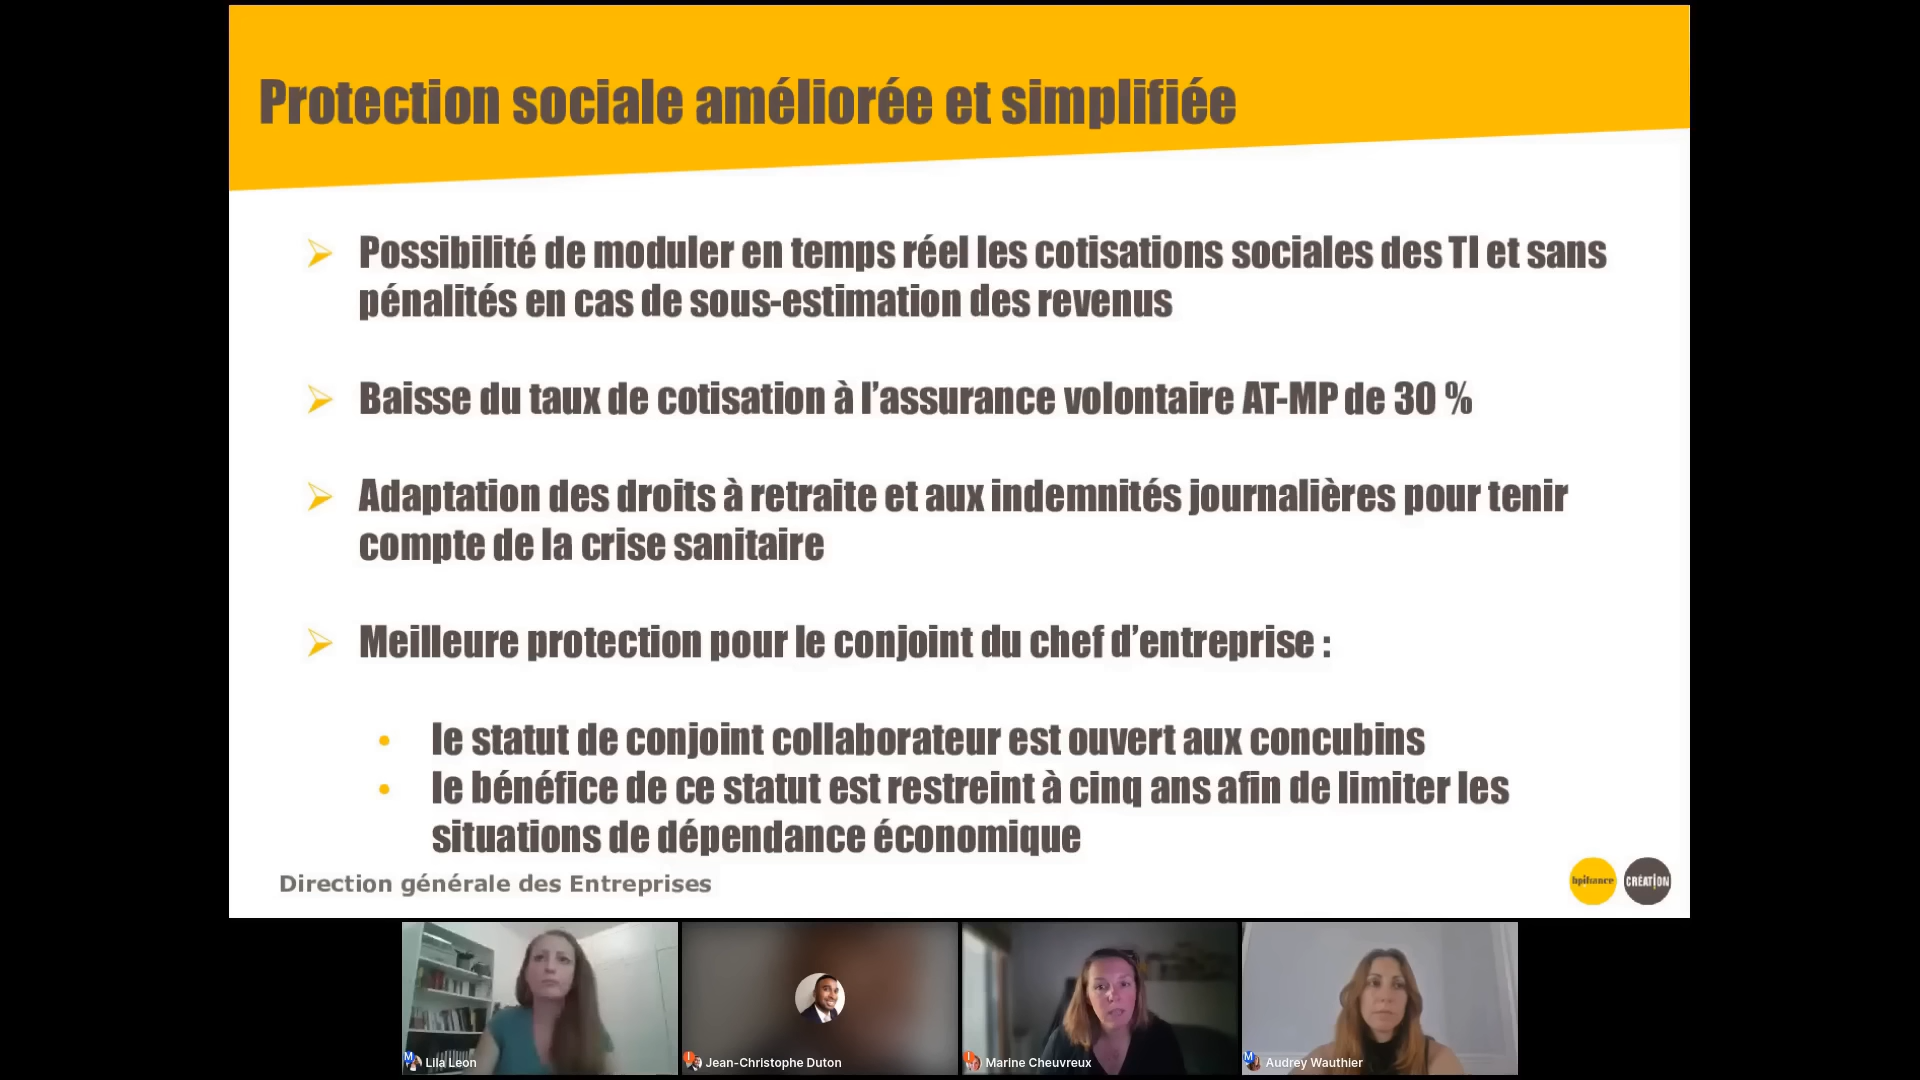 Protection sociale améliorée et simplifiée
Possibilité de moduler en temps réel les cotisations sociales des TI et sans
pénalités en cas de sous-estimation des revenus
Baisse du taux de cotisation à l’assurance volontaire AT-MP de 30 %
Adaptation des droits à retraite et aux indemnités journalières pour tenir
compte de la crise sanitaire
Meilleure protection pour le conjoint du chef d’entreprise :
le statut de conjoint collaborateur est ouvert aux concubins
le bénéfice de ce statut est restreint à cinq ans afin de limiter les
situations de dépendance économique
Direction générale des Entreprises
bpifrance
CRÉATION
M Lila Leon
I Jean-Christophe Duton
I Marine Cheuvreux
M Audrey Wauthier